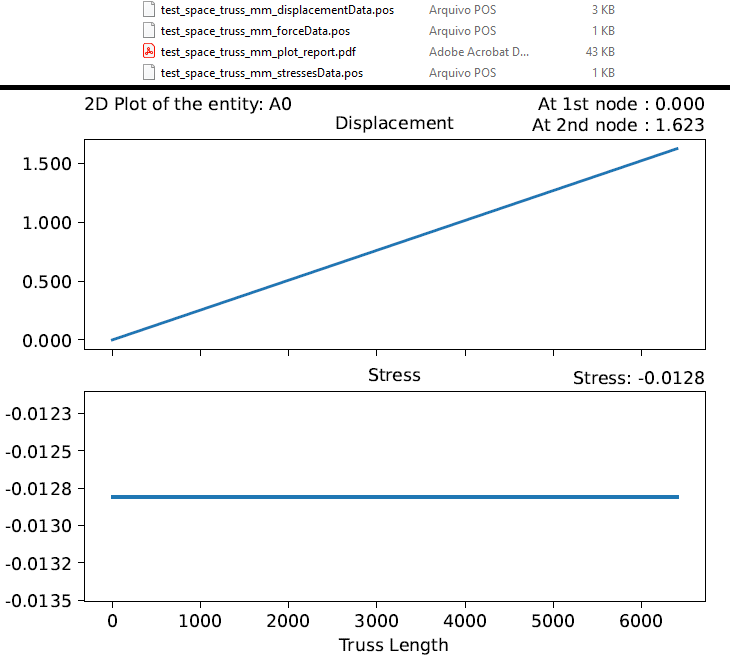 test_space_truss_mm_displacementData.pos Arquivo POS 3 KB
test_space_truss_mm_forceData.pos Arquivo POS 1 KB
test_space_truss_mm_plot_report.pdf Adobe Acrobat D... 43 KB
test_space_truss_mm_stressesData.pos Arquivo POS 1 KB
2D Plot of the entity: A0
At 1st node : 0.000
Displacement
At 2nd node : 1.623
1.500
1.000
0.500
0.000
Stress
Stress: -0.0128
-0.0123
-0.0125
-0.0128
-0.0130
-0.0132
-0.0135
0 1000 2000 3000 4000 5000 6000
Truss Length